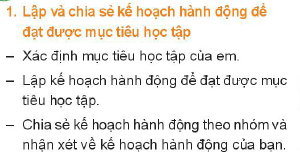 1. Lập và chia sẻ kế hoạch hành động để
đạt được mục tiêu học tập
– Xác định mục tiêu học tập của em.
– Lập kế hoạch hành động để đạt được mục
tiêu học tập.
– Chia sẻ kế hoạch hành động theo nhóm và
nhận xét về kế hoạch hành động của bạn.